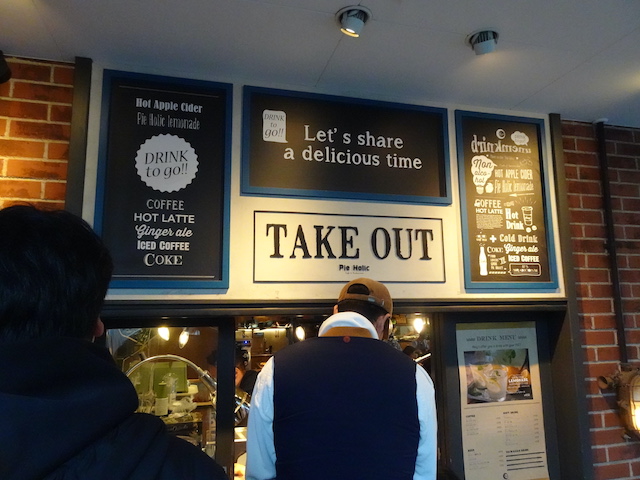 Hot Apple Cider
Pie Holic lemonade
DRINK
to go!!
COFFEE
HOT LATTE
Ginger ale
ICED COFFEE
COKE
DRINK
to
go!!
Let's share
a delicious time
TAKE OUT
Pie Holic
drink menu
Non
HOT APPLE CIDER
Pie Holic lemonade
COFFEE
HOT LATTE
Hot
Drink
+ Cold Drink
COKE Ginger ale
ICED COFFEE
DRINK MENU
LEMONADE